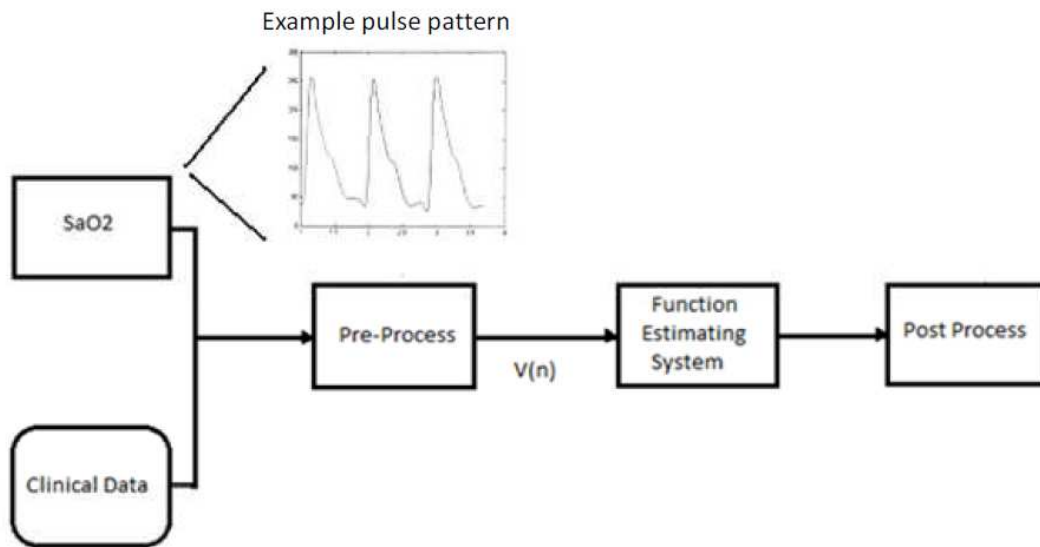 Example pulse pattern
SaO2
Pre-Process
V(n)
Function
Estimating
System
Post Process
Clinical Data